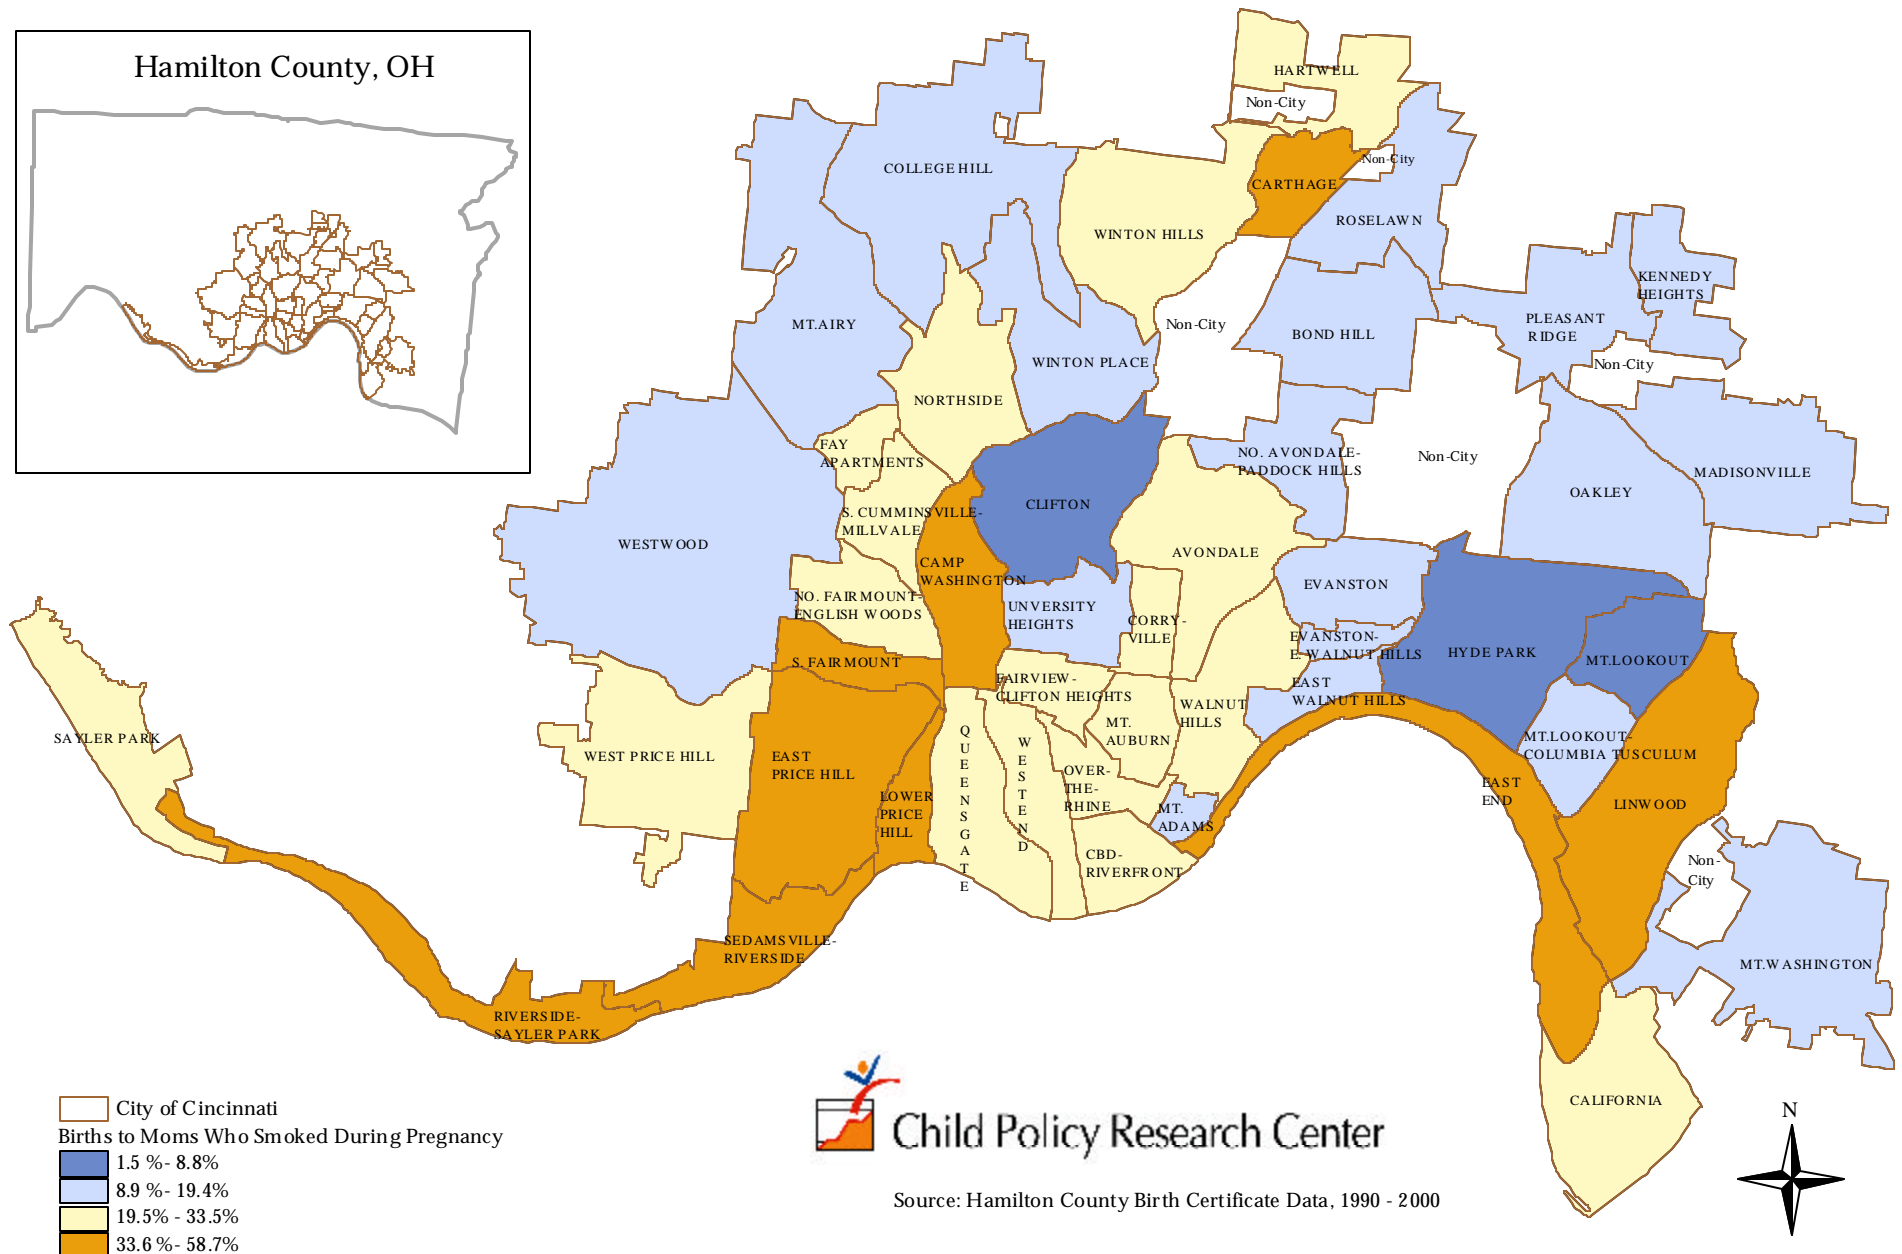 Hamilton County, OH
HARTWELL
Non-City
Non-City
CARTHAGE
COLLEGE HILL
ROSELAWN
WINTON HILLS
KENNEDY
HEIGHTS
MT.AIRY
Non-City
BOND HILL
PLEASANT
RIDGE
WINTON PLACE
Non-City
NORTHSIDE
FAY
APARTMENTS
NO. AVONDALE-
PADDOCK HILLS
Non-City
MADISONVILLE
OAKLEY
CLIFTON
S. CUMMINSVILLE-
MILLVALE
WESTWOOD
AVONDALE
CAMP
WASHINGTON
EVANSTON
NO. FAIRMOUNT-
ENGLISH WOODS
UNVERSITY
HEIGHTS
CORRY-
VILLE
EVANSTON-
E. WALNUT HILLS
HYDE PARK
MT.LOOKOUT
S. FAIRMOUNT
FAIRVIEW-
CLIFTON HEIGHTS
EAST
WALNUT HILLS
WALNUT
HILLS
MT.
AUBURN
SAYLER PARK
WEST PRICE HILL
EAST
PRICE HILL
QUEENSGATE
WEST END
MT.LOOKOUT-
COLUMBIA TUSCULUM
OVER-
THE-
RHINE
EAST
END
LOWER
PRICE
HILL
MT.
ADAMS
LINWOOD
CBD-
RIVERFRONT
Non-
City
SEDAMSVILLE-
RIVERSIDE
MT.WASHINGTON
RIVERSIDE-
SAYLER PARK
CALIFORNIA
City of Cincinnati
Births to Moms Who Smoked During Pregnancy
1.5 %- 8.8%
8.9 %- 19.4%
19.5% - 33.5%
33.6 %- 58.7%
Child Policy Research Center
Source: Hamilton County Birth Certificate Data, 1990 - 2000
N